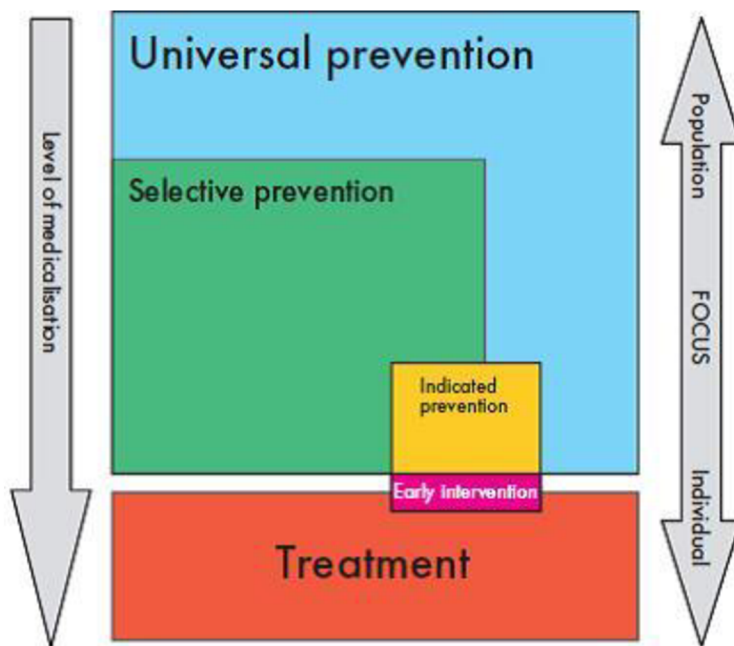 Universal prevention
Selective prevention
Indicated
prevention
Early intervention
Treatment
Level of medicalisation
Population
FOCUS
Individual